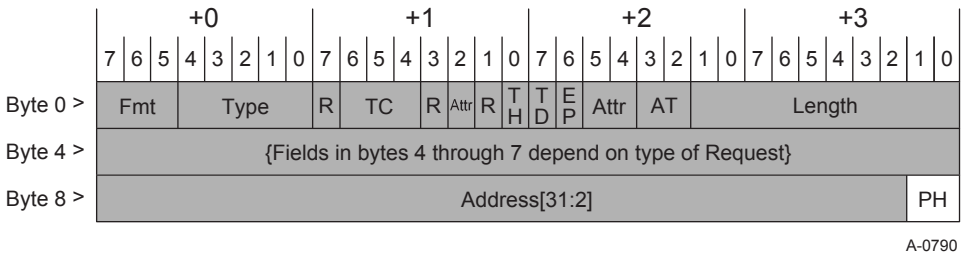 +0 +1 +2 +3
7 6 5 4 3 2 1 0 7 6 5 4 3 2 1 0 7 6 5 4 3 2 1 0 7 6 5 4 3 2 1 0
Byte 0 > Fmt Type R TC R Attr R TH TD EP Attr AT Length
Byte 4 > {Fields in bytes 4 through 7 depend on type of Request}
Byte 8 > Address[31:2] PH
A-0790